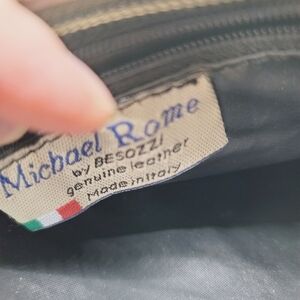 Michael Rome
by BESOZZI
genuine leather
Made in Italy